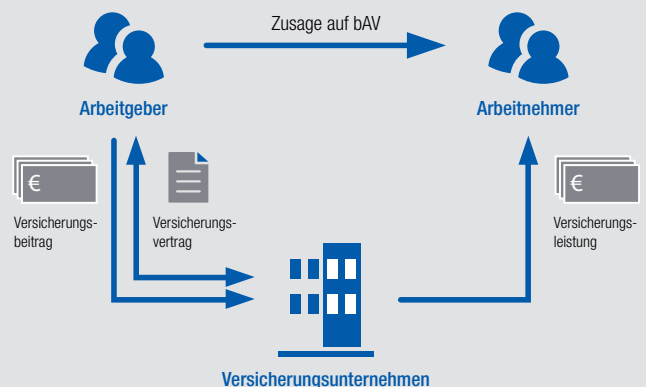 Zusage auf bAV
Arbeitgeber
Arbeitnehmer
€
Versicherungs-
beitrag
Versicherungs-
vertrag
€
Versicherungs-
leistung
Versicherungsunternehmen